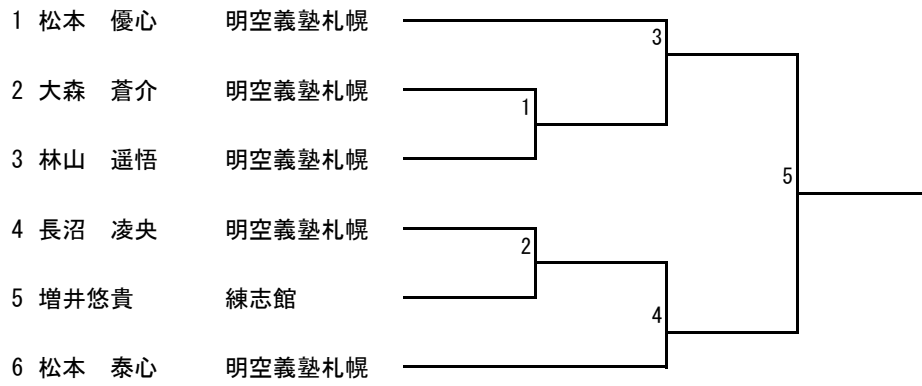 1 松本　優心 明空義塾札幌
3
2 大森　蒼介 明空義塾札幌
1
3 林山　遥悟 明空義塾札幌
5
4 長沼　凌央 明空義塾札幌
2
5 増井悠貴 練志館
4
6 松本　泰心 明空義塾札幌